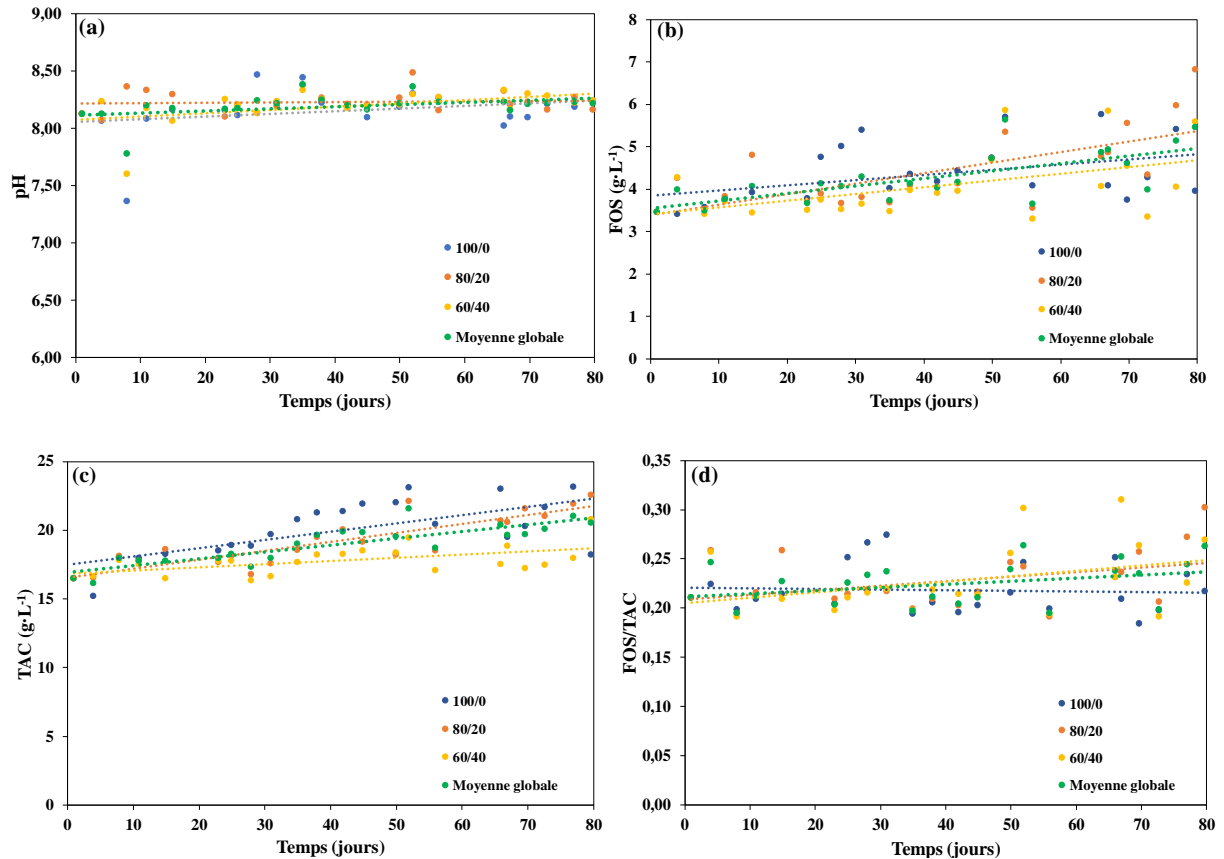 (a)
pH
9,00
8,50
8,00
7,50
7,00
6,50
6,00
0 10 20 30 40 50 60 70 80
Temps (jours)
100/0
80/20
60/40
Moyenne globale
(b)
FOS (g·L⁻¹)
8
7
6
5
4
3
2
1
0
0 10 20 30 40 50 60 70 80
Temps (jours)
100/0
80/20
60/40
Moyenne globale
(c)
TAC (g·L⁻¹)
25
20
15
10
5
0
0 10 20 30 40 50 60 70 80
Temps (jours)
100/0
80/20
60/40
Moyenne globale
(d)
FOS/TAC
0,35
0,30
0,25
0,20
0,15
0,10
0,05
0,00
0 10 20 30 40 50 60 70 80
Temps (jours)
100/0
80/20
60/40
Moyenne globale